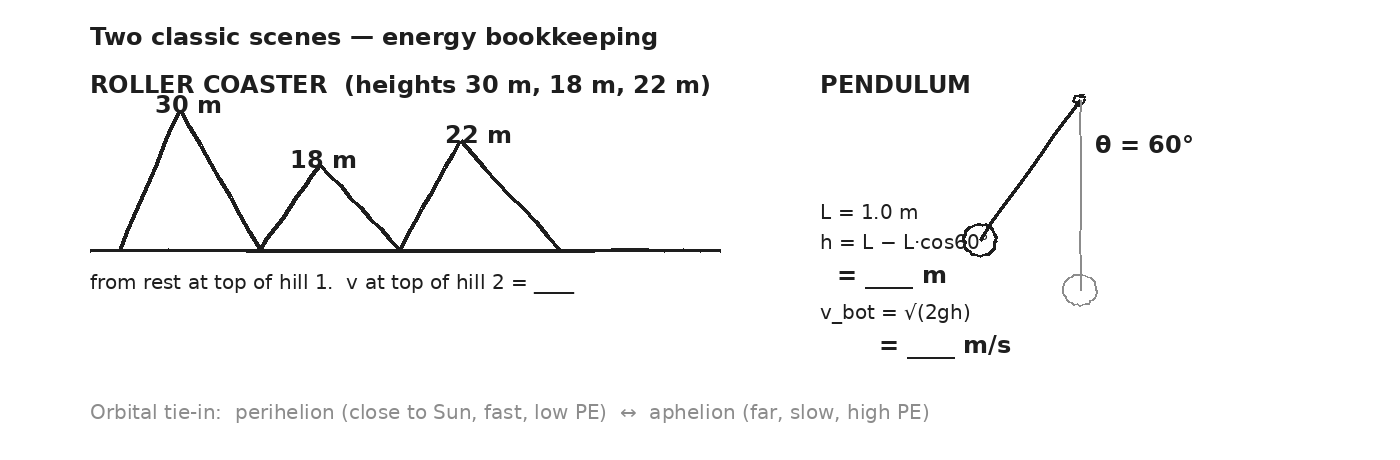 Two classic scenes — energy bookkeeping
ROLLER COASTER  (heights 30 m, 18 m, 22 m)
30 m
18 m
22 m
from rest at top of hill 1.  v at top of hill 2 = ____
PENDULUM
θ = 60°
L = 1.0 m
h = L − L·cos60°
= ____ m
v_bot = √(2gh)
= ____ m/s
Orbital tie-in:  perihelion (close to Sun, fast, low PE)  ↔  aphelion (far, slow, high PE)